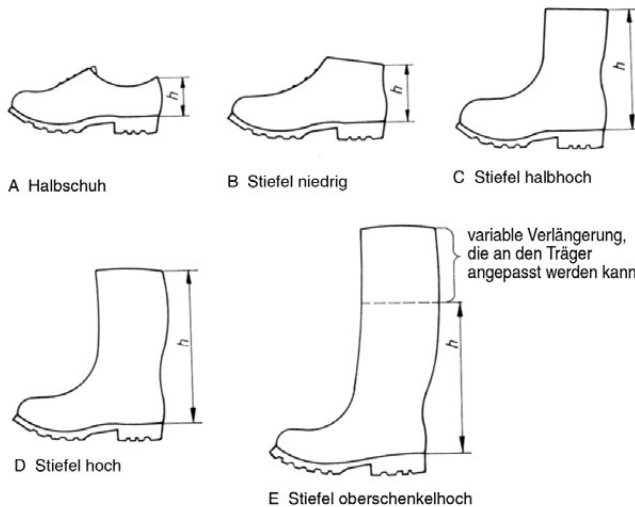 h
A Halbschuh
h
B Stiefel niedrig
h
C Stiefel halbhoch
h
D Stiefel hoch
variable Verlängerung,
die an den Träger
angepasst werden kann
h
E Stiefel oberschenkelhoch